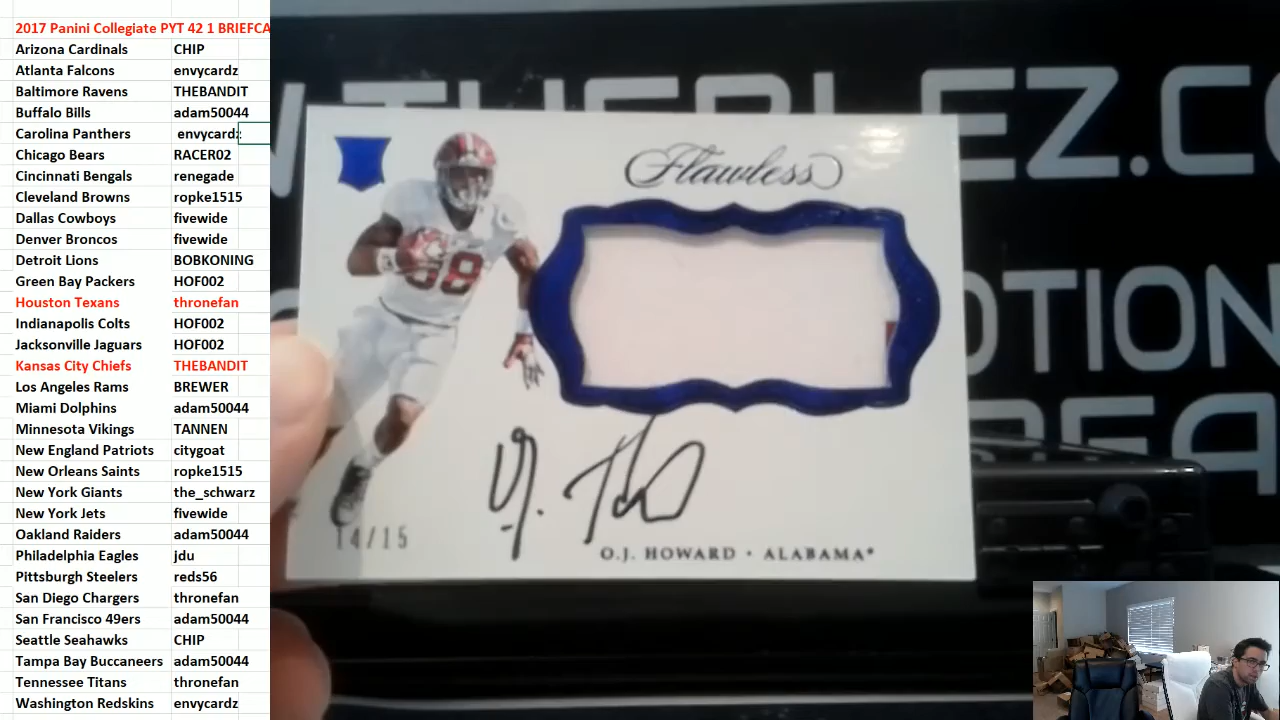 2017 Panini Collegiate PYT 42 1 BRIEFCA
Arizona Cardinals CHIP
Atlanta Falcons envycardz
Baltimore Ravens THEBANDIT
Buffalo Bills adam50044
Carolina Panthers envycardz
Chicago Bears RACER02
Cincinnati Bengals renegade
Cleveland Browns ropke1515
Dallas Cowboys fivewide
Denver Broncos fivewide
Detroit Lions BOBKONING
Green Bay Packers HOF002
Houston Texans thronefan
Indianapolis Colts HOF002
Jacksonville Jaguars HOF002
Kansas City Chiefs THEBANDIT
Los Angeles Rams BREWER
Miami Dolphins adam50044
Minnesota Vikings TANNEN
New England Patriots citygoat
New Orleans Saints ropke1515
New York Giants the_schwarz
New York Jets fivewide
Oakland Raiders adam50044
Philadelphia Eagles jdu
Pittsburgh Steelers reds56
San Diego Chargers thronefan
San Francisco 49ers adam50044
Seattle Seahawks CHIP
Tampa Bay Buccaneers adam50044
Tennessee Titans thronefan
Washington Redskins envycardz
Flawless
88
14/15
O.J. HOWARD • ALABAMA*